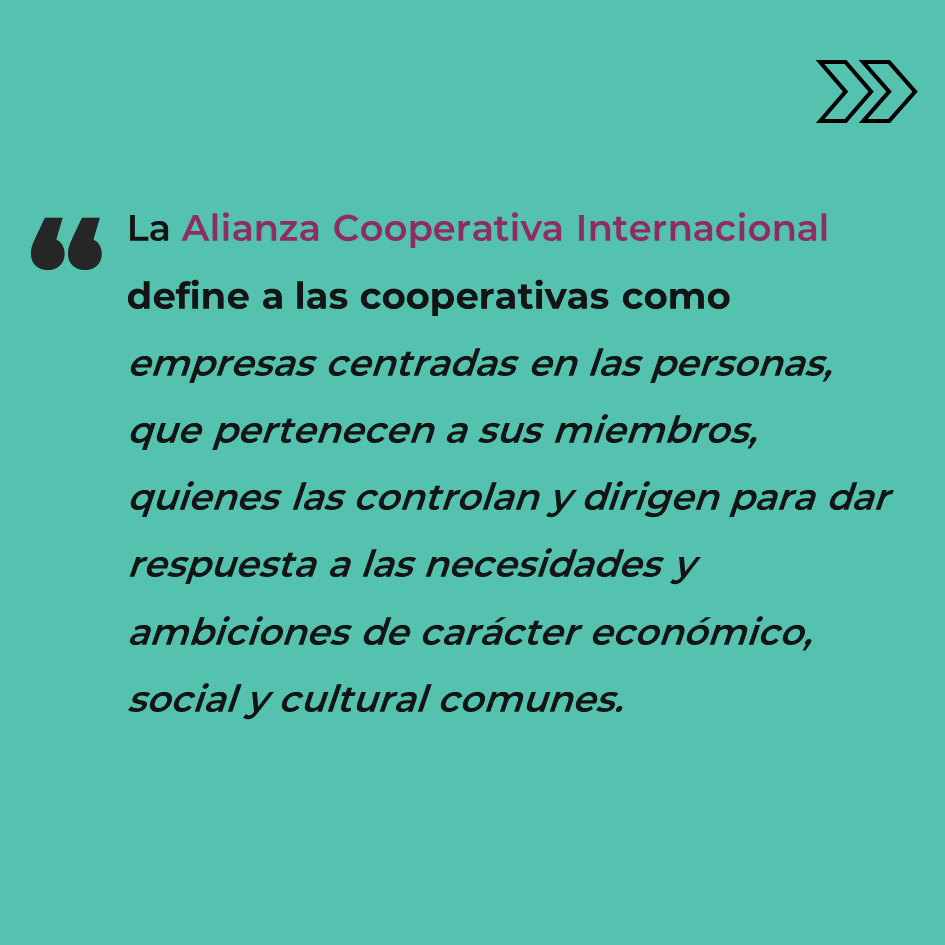 “
La Alianza Cooperativa Internacional
define a las cooperativas como
empresas centradas en las personas,
que pertenecen a sus miembros,
quienes las controlan y dirigen para dar
respuesta a las necesidades y
ambiciones de carácter económico,
social y cultural comunes.